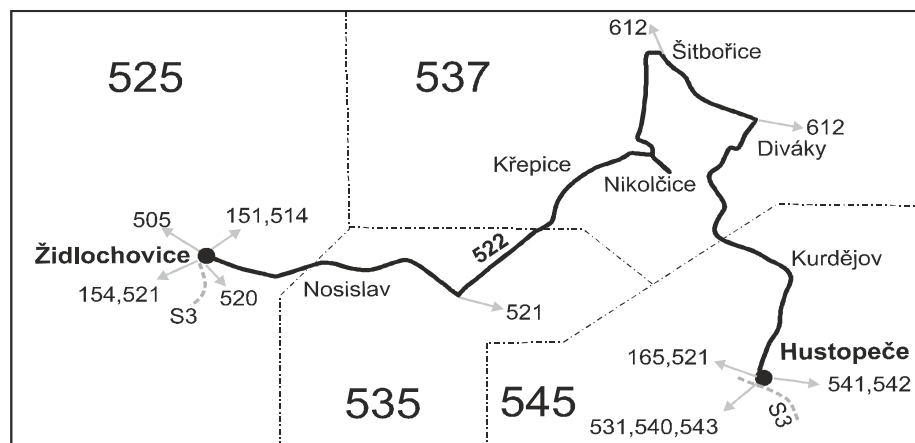 612
Šitbořice
525
537
612
Diváky
Křepice
Nikolčice
505
151,514
Židlochovice
522
154,521
520
S3
Nosislav
Kurdějov
521
Hustopeče
165,521
541,542
535
545
531,540,543
S3